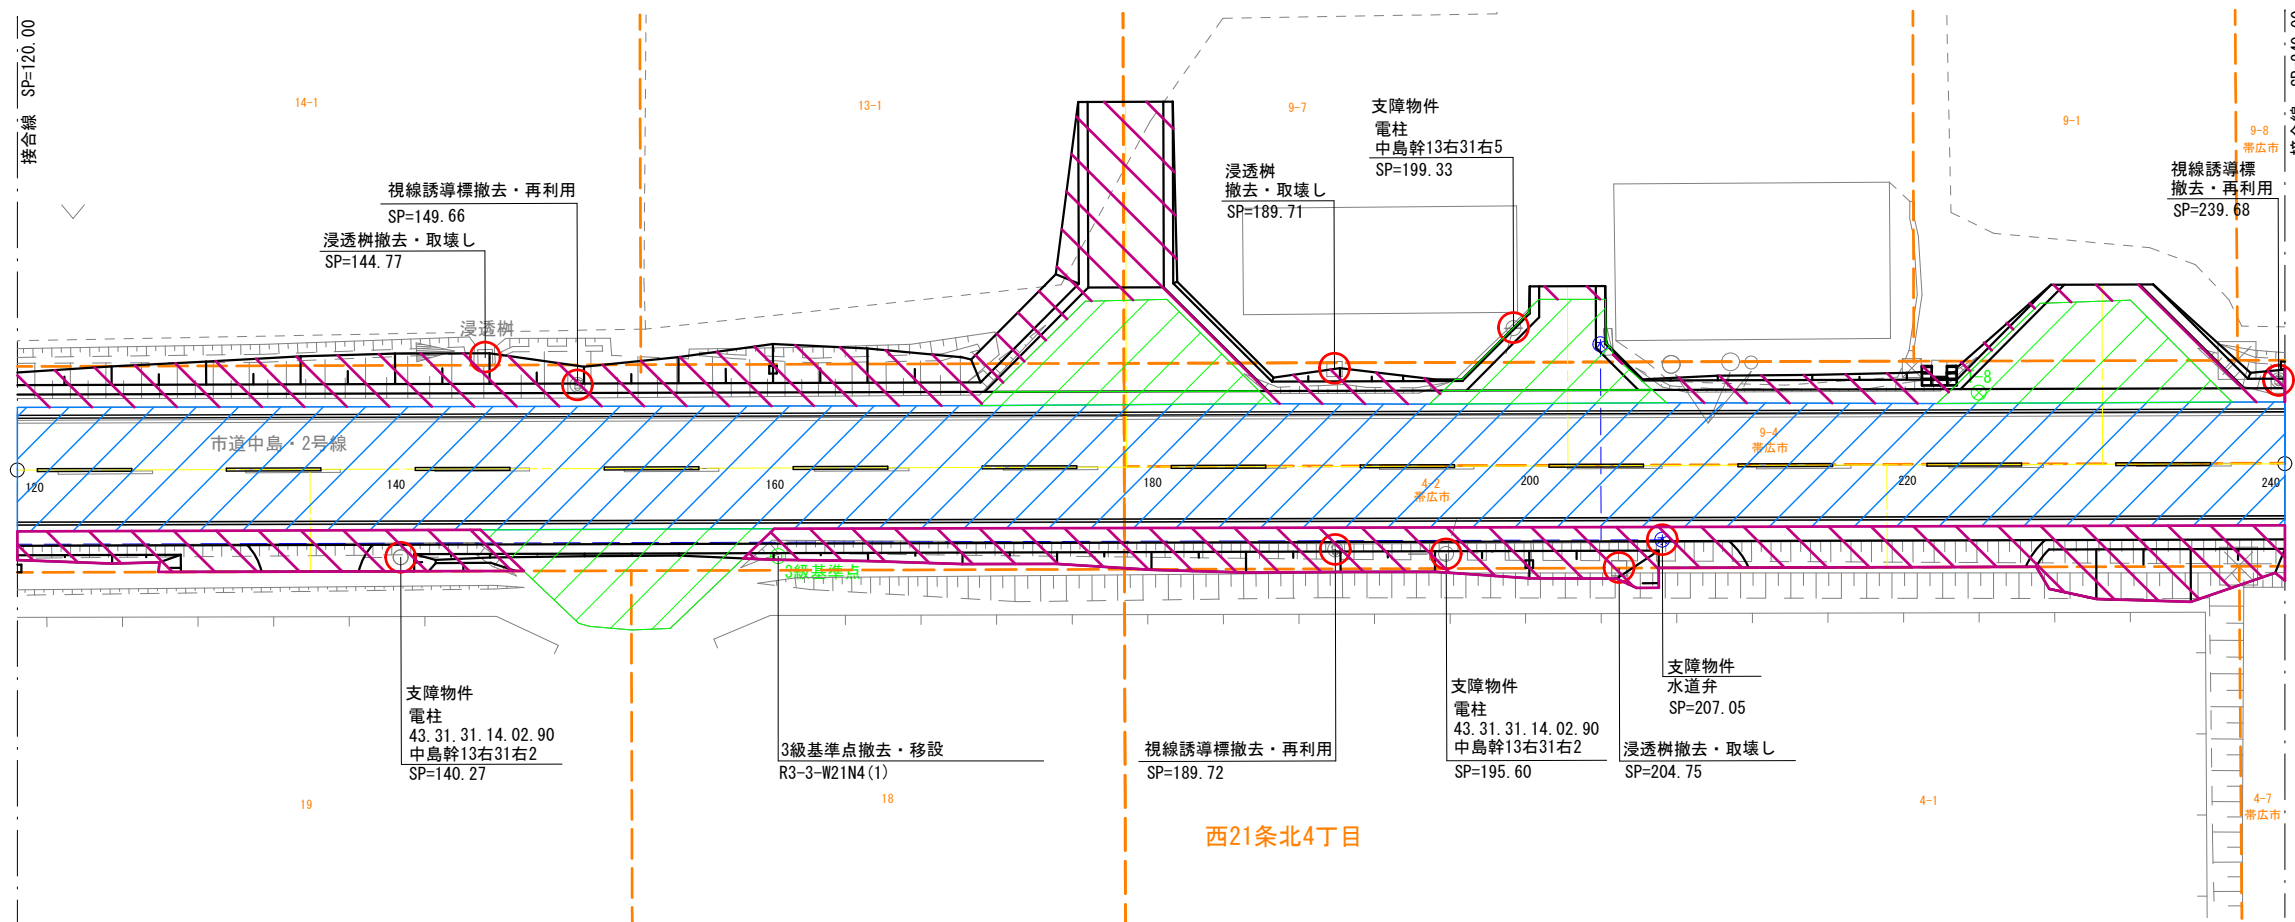 接合線 SP=120.00
14-1
13-1
9-7
9-1
9-8
帯広市
支障物件
電柱
中島幹13右31右5
SP=199.33
浸透桝
撤去・取壊し
SP=189.71
視線誘導標
撤去・再利用
SP=239.68
視線誘導標撤去・再利用
SP=149.66
浸透桝撤去・取壊し
SP=144.77
浸透桝
8
市道中島・2号線
9-4
帯広市
4-2
帯広市
120
140
160
180
200
220
240
3級基準点
支障物件
電柱
43.31.31.14.02.90
中島幹13右31右2
SP=140.27
3級基準点撤去・移設
R3-3-W21N4(1)
視線誘導標撤去・再利用
SP=189.72
支障物件
電柱
43.31.31.14.02.90
中島幹13右31右2
SP=195.60
支障物件
水道弁
SP=207.05
浸透桝撤去・取壊し
SP=204.75
19
18
4-1
4-7
帯広市
西21条北4丁目